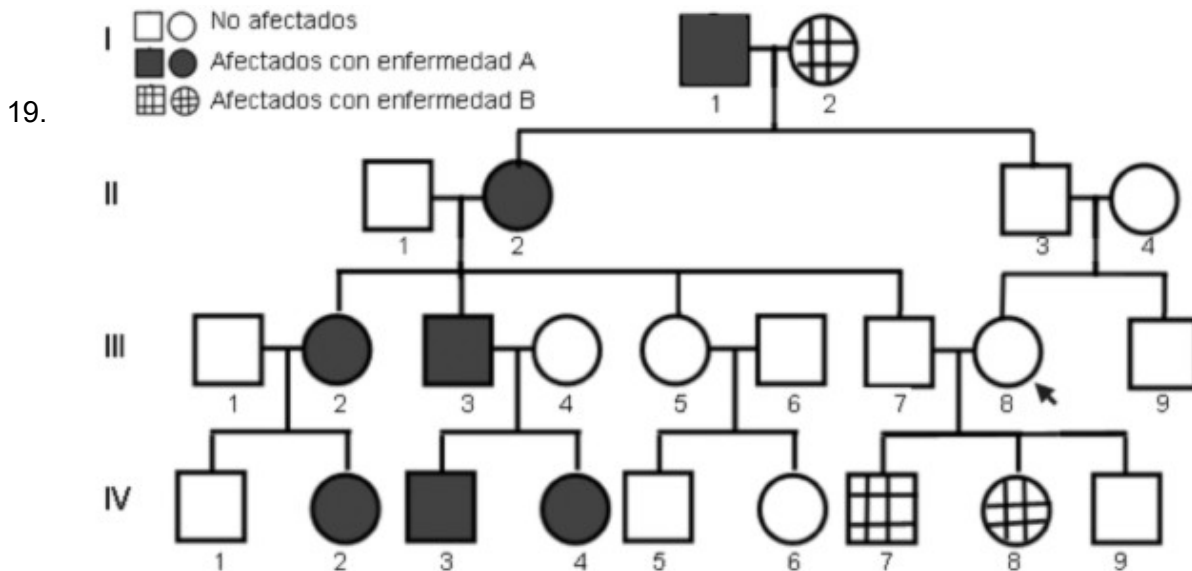 19.
No afectados
Afectados con enfermedad A
Afectados con enfermedad B
I
1 2
II
1 2 3 4
III
1 2 3 4 5 6 7 8 9
IV
1 2 3 4 5 6 7 8 9